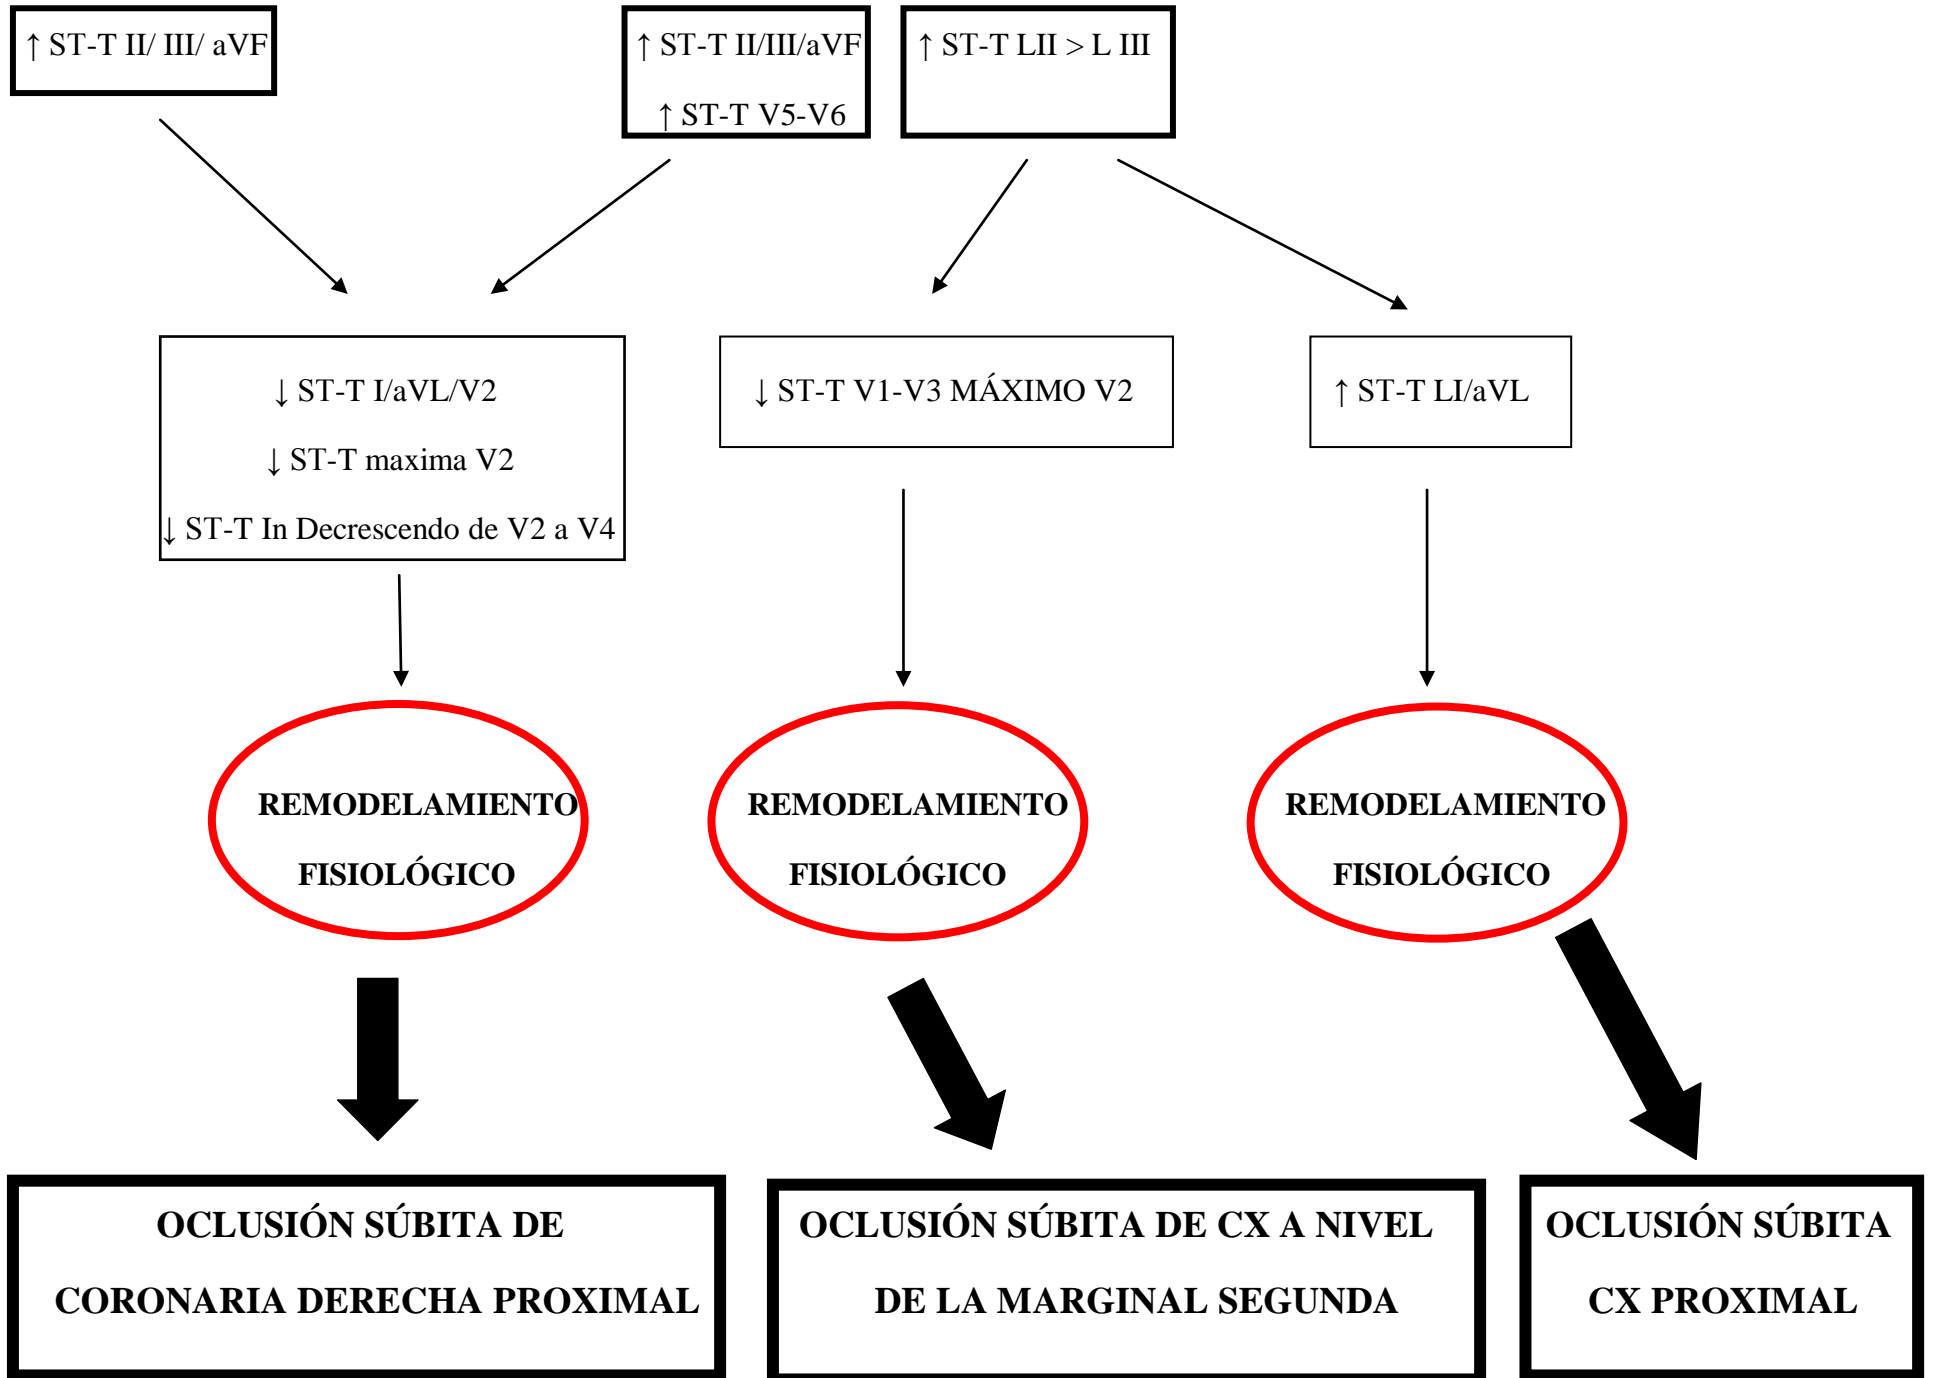 ↑ ST-T II/ III/ aVF
↑ ST-T II/III/aVF
↑ ST-T V5-V6
↑ ST-T LII > L III
↓ ST-T I/aVL/V2
↓ ST-T maxima V2
↓ ST-T In Decrescendo de V2 a V4
↓ ST-T V1-V3 MÁXIMO V2
↑ ST-T LI/aVL
REMODELAMIENTO
FISIOLÓGICO
REMODELAMIENTO
FISIOLÓGICO
REMODELAMIENTO
FISIOLÓGICO
OCLUSIÓN SÚBITA DE
CORONARIA DERECHA PROXIMAL
OCLUSIÓN SÚBITA DE CX A NIVEL
DE LA MARGINAL SEGUNDA
OCLUSIÓN SÚBITA
CX PROXIMAL